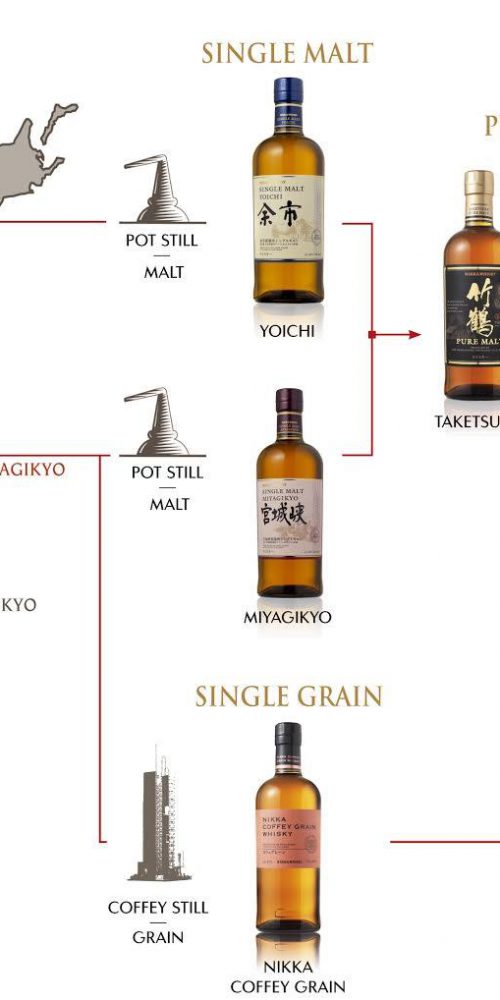 SINGLE MALT
P
POT STILL
MALT
SINGLE MALT
YOICHI
余市
YOICHI
竹鶴
PURE MALT
TAKETSU
AGIKYO
POT STILL
MALT
SINGLE MALT
MIYAGIKYO
宮城峡
MIYAGIKYO
KYO
SINGLE GRAIN
NIKKA
COFFEY GRAIN
WHISKY
COFFEY STILL
GRAIN
NIKKA
COFFEY GRAIN